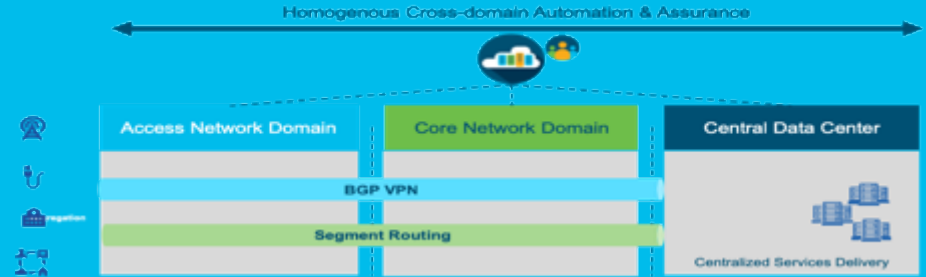 Homogenous Cross-domain Automation & Assurance
Access Network Domain
Core Network Domain
Central Data Center
BGP VPN
regation
Segment Routing
Centralized Services Delivery